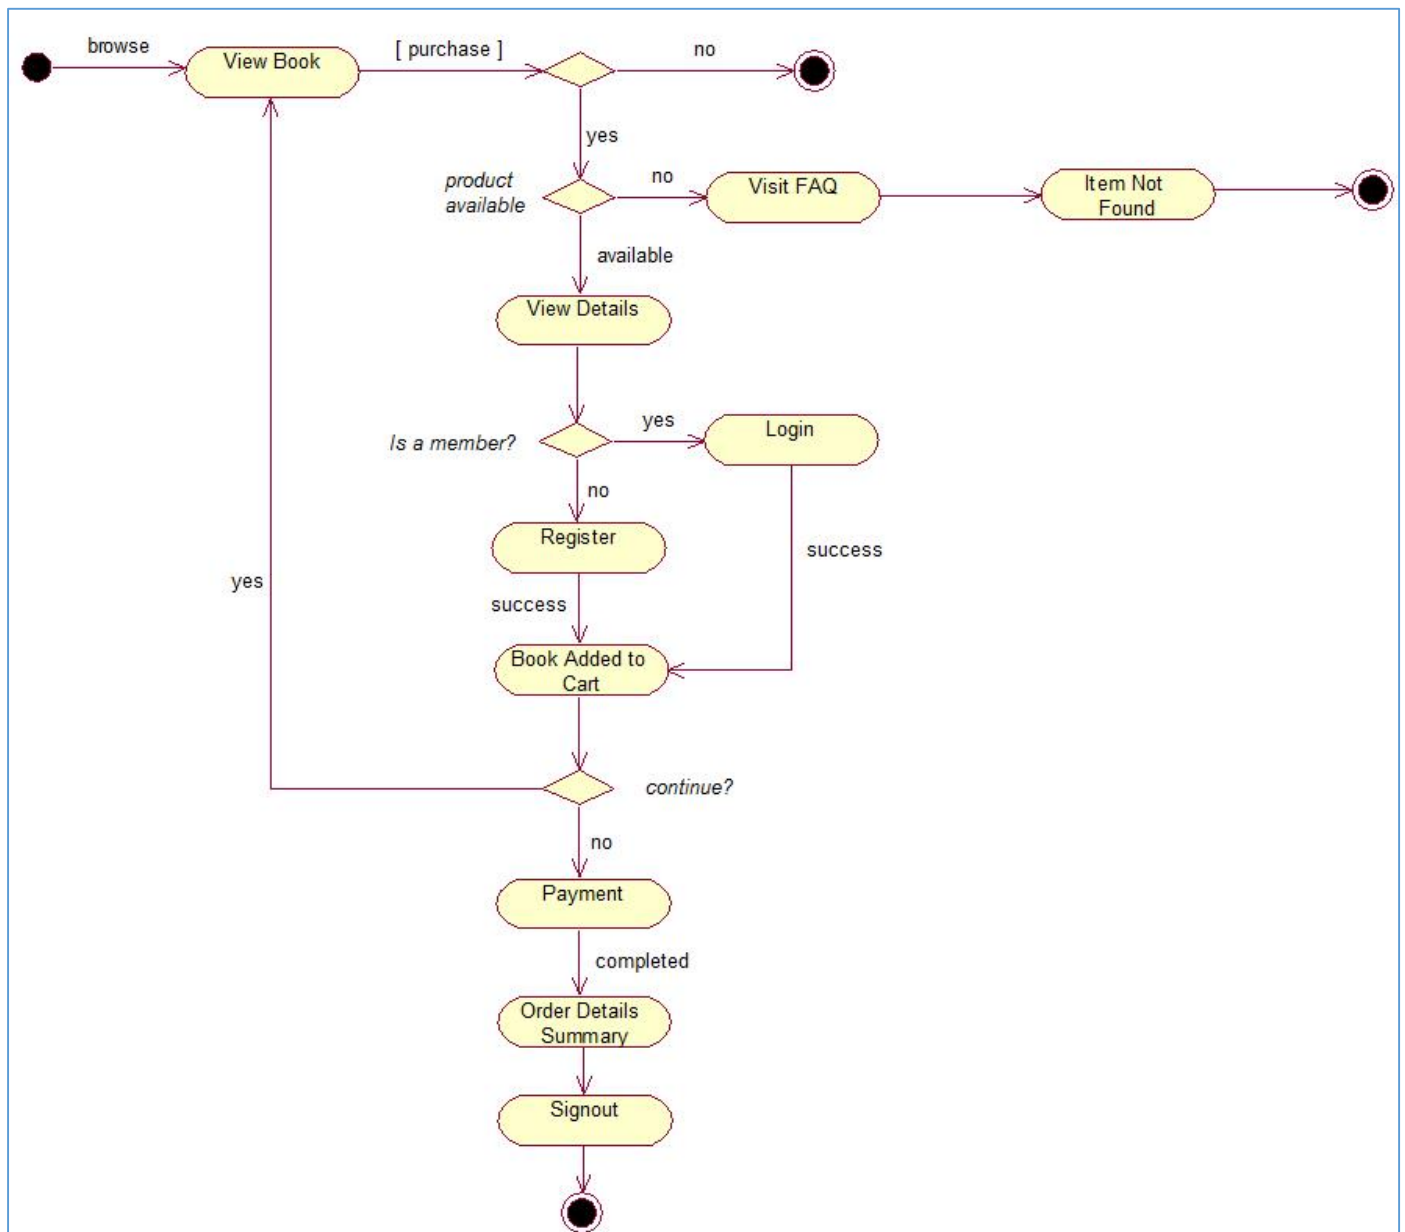 browse
View Book
[ purchase ]
no
yes
product
available
no
Visit FAQ
Item Not
Found
available
View Details
Is a member?
yes
Login
no
Register
success
success
yes
Book Added to
Cart
continue?
no
Payment
completed
Order Details
Summary
Signout